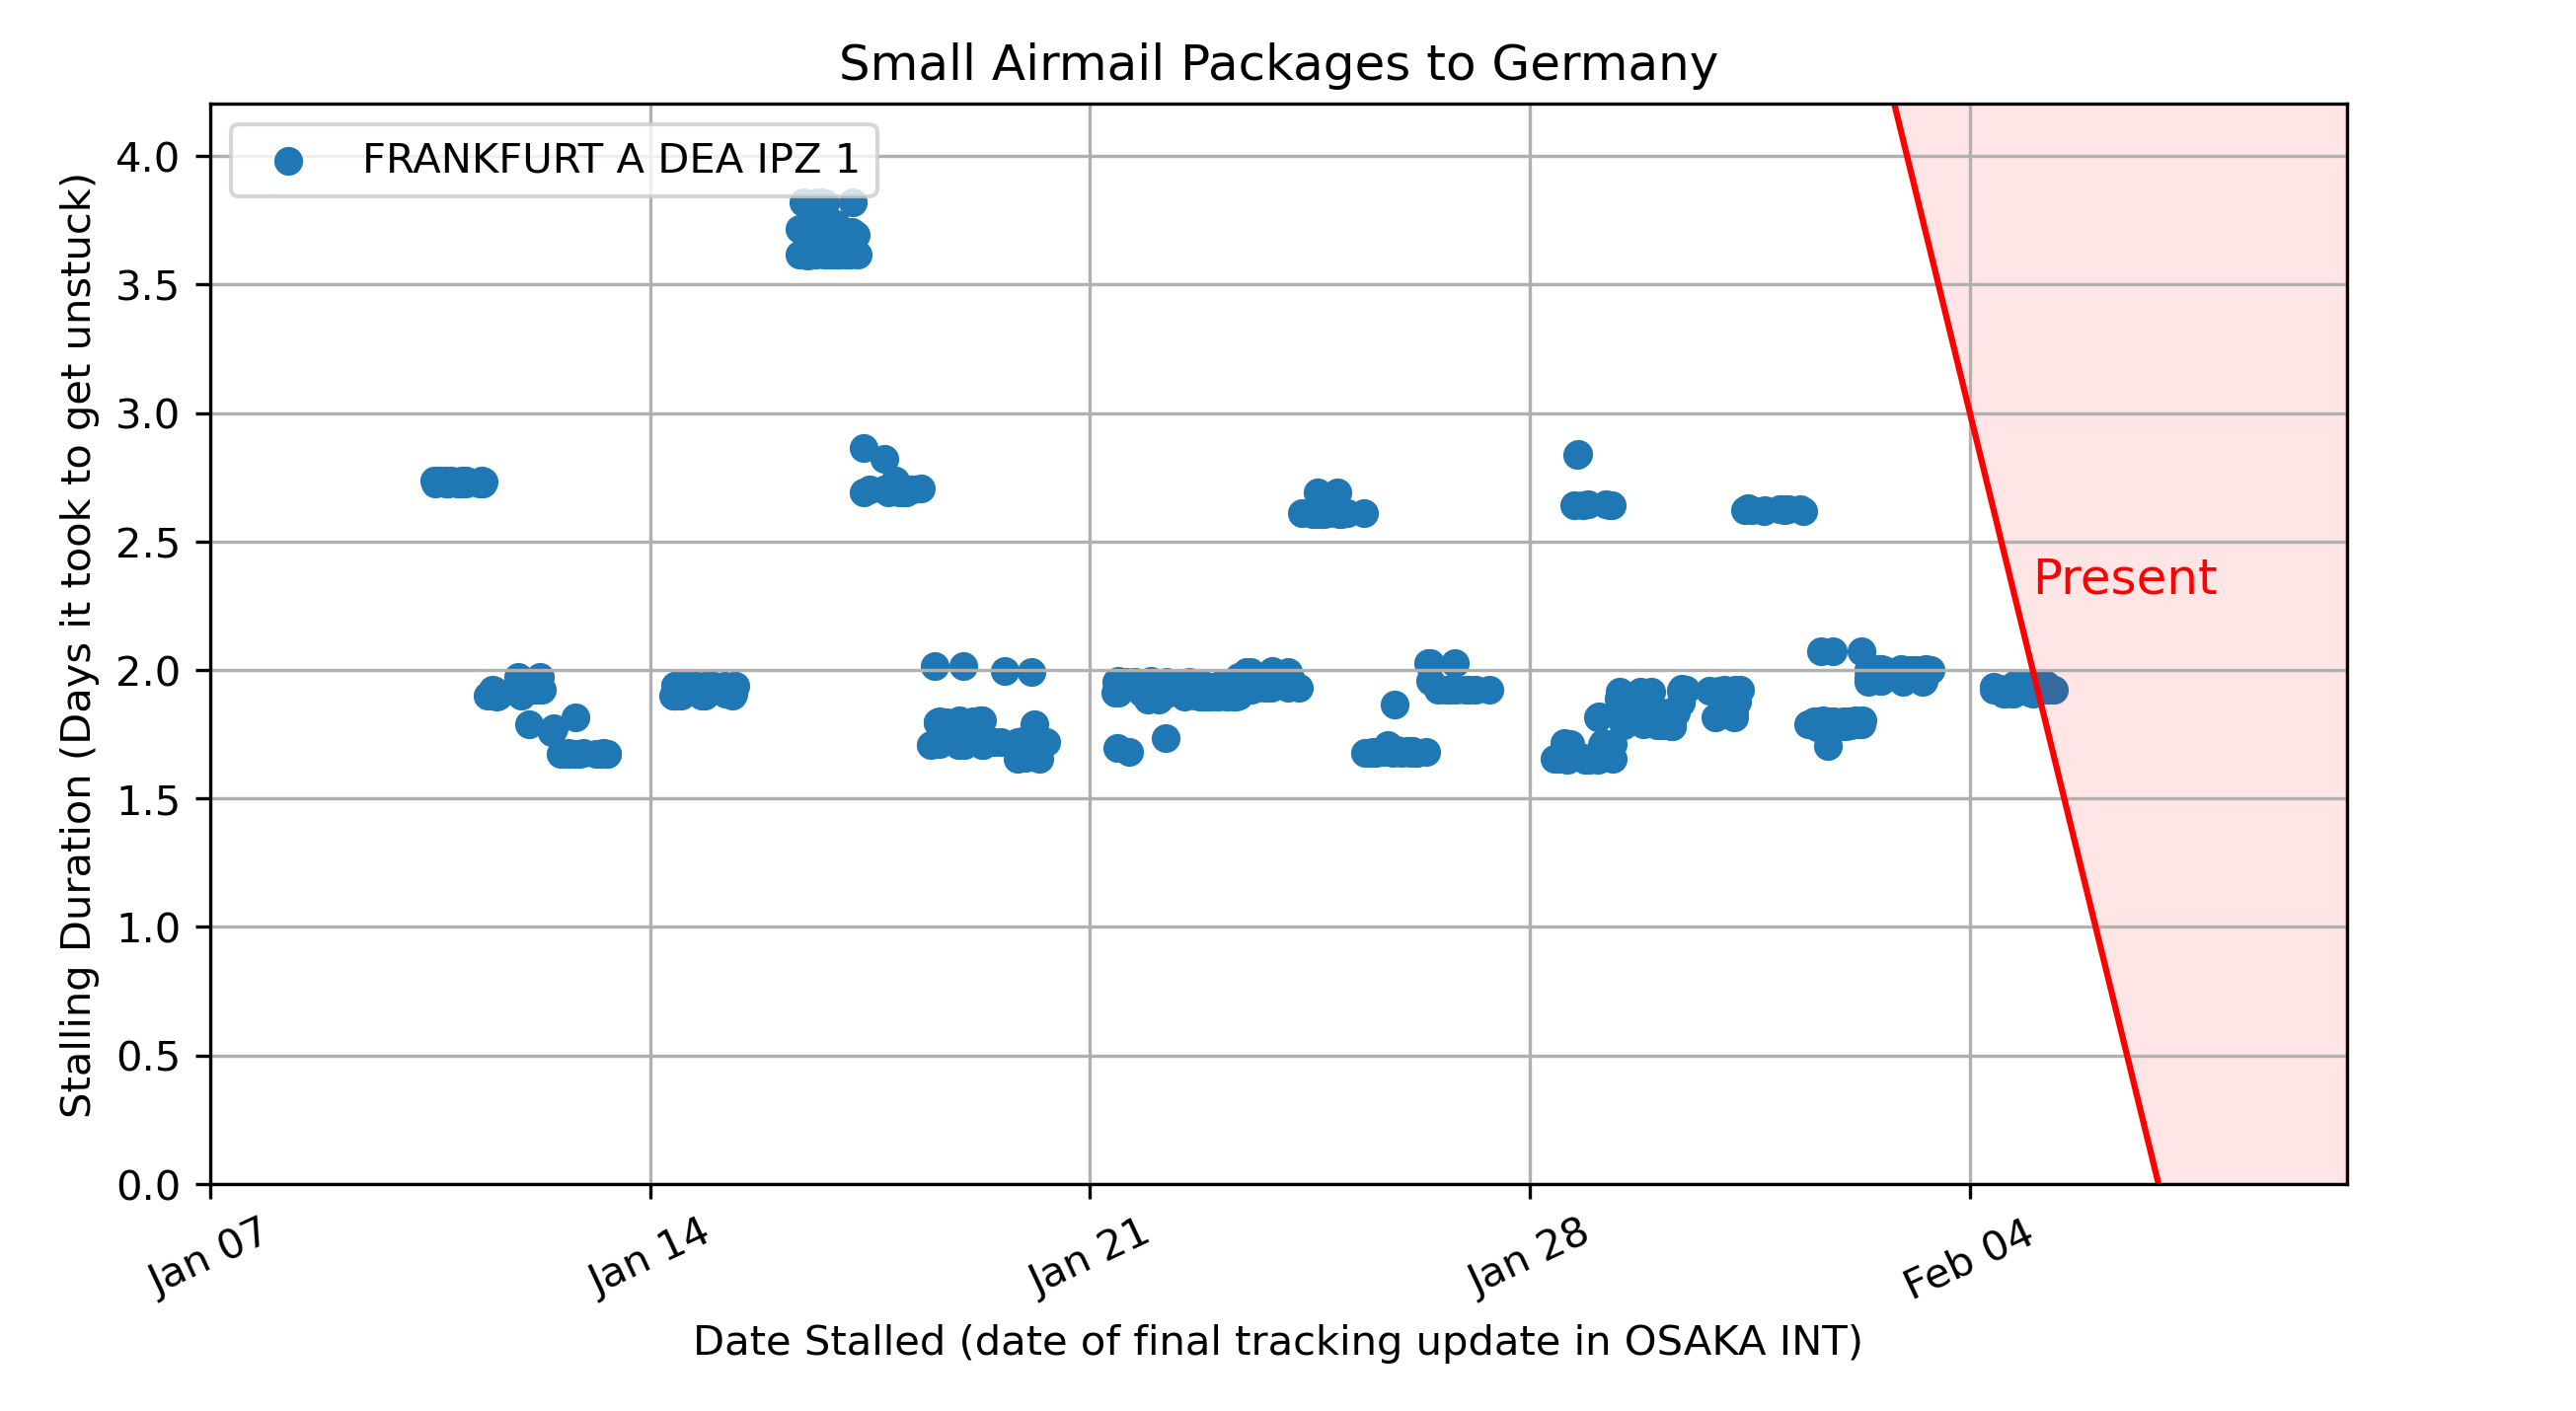 Small Airmail Packages to Germany
FRANKFURT A DEA IPZ 1
Stalling Duration (Days it took to get unstuck)
4.0
3.5
3.0
2.5
2.0
1.5
1.0
0.5
0.0
Present
Jan 07
Jan 14
Jan 21
Jan 28
Feb 04
Date Stalled (date of final tracking update in OSAKA INT)